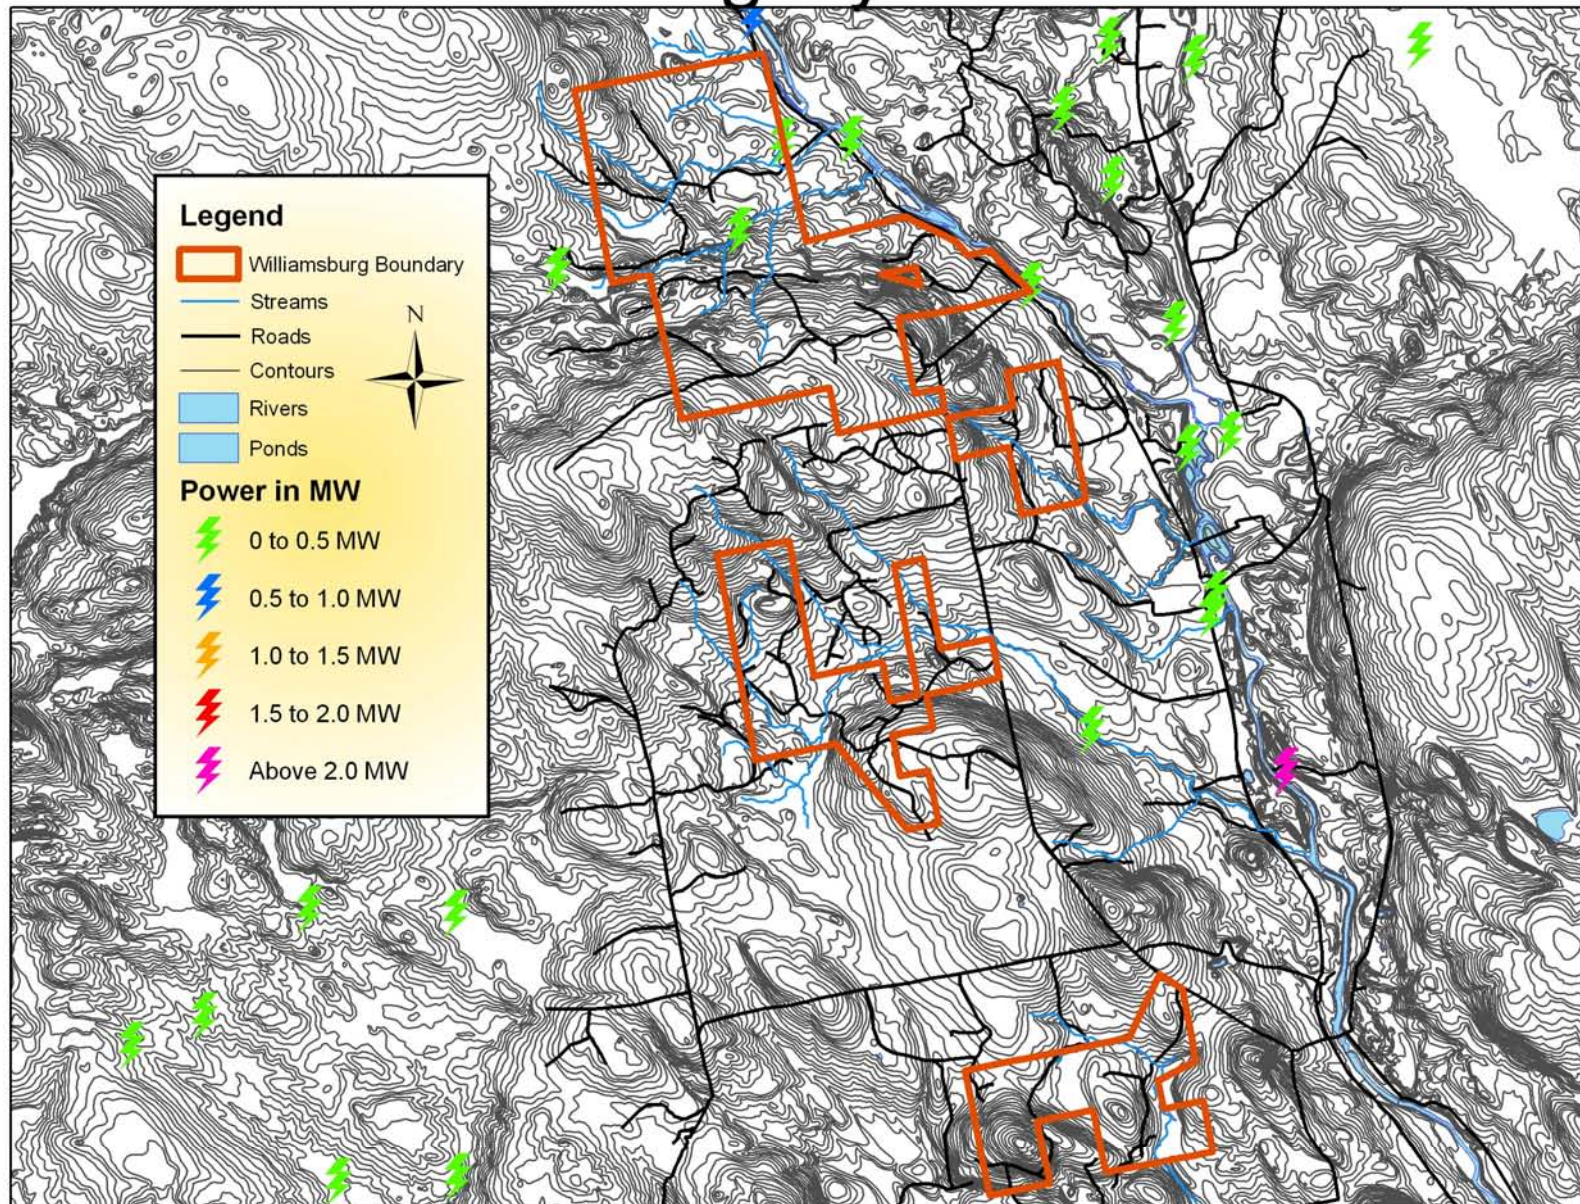 Legend
Williamsburg Boundary
Streams
N
Roads
Contours
Rivers
Ponds
Power in MW
0 to 0.5 MW
0.5 to 1.0 MW
1.0 to 1.5 MW
1.5 to 2.0 MW
Above 2.0 MW